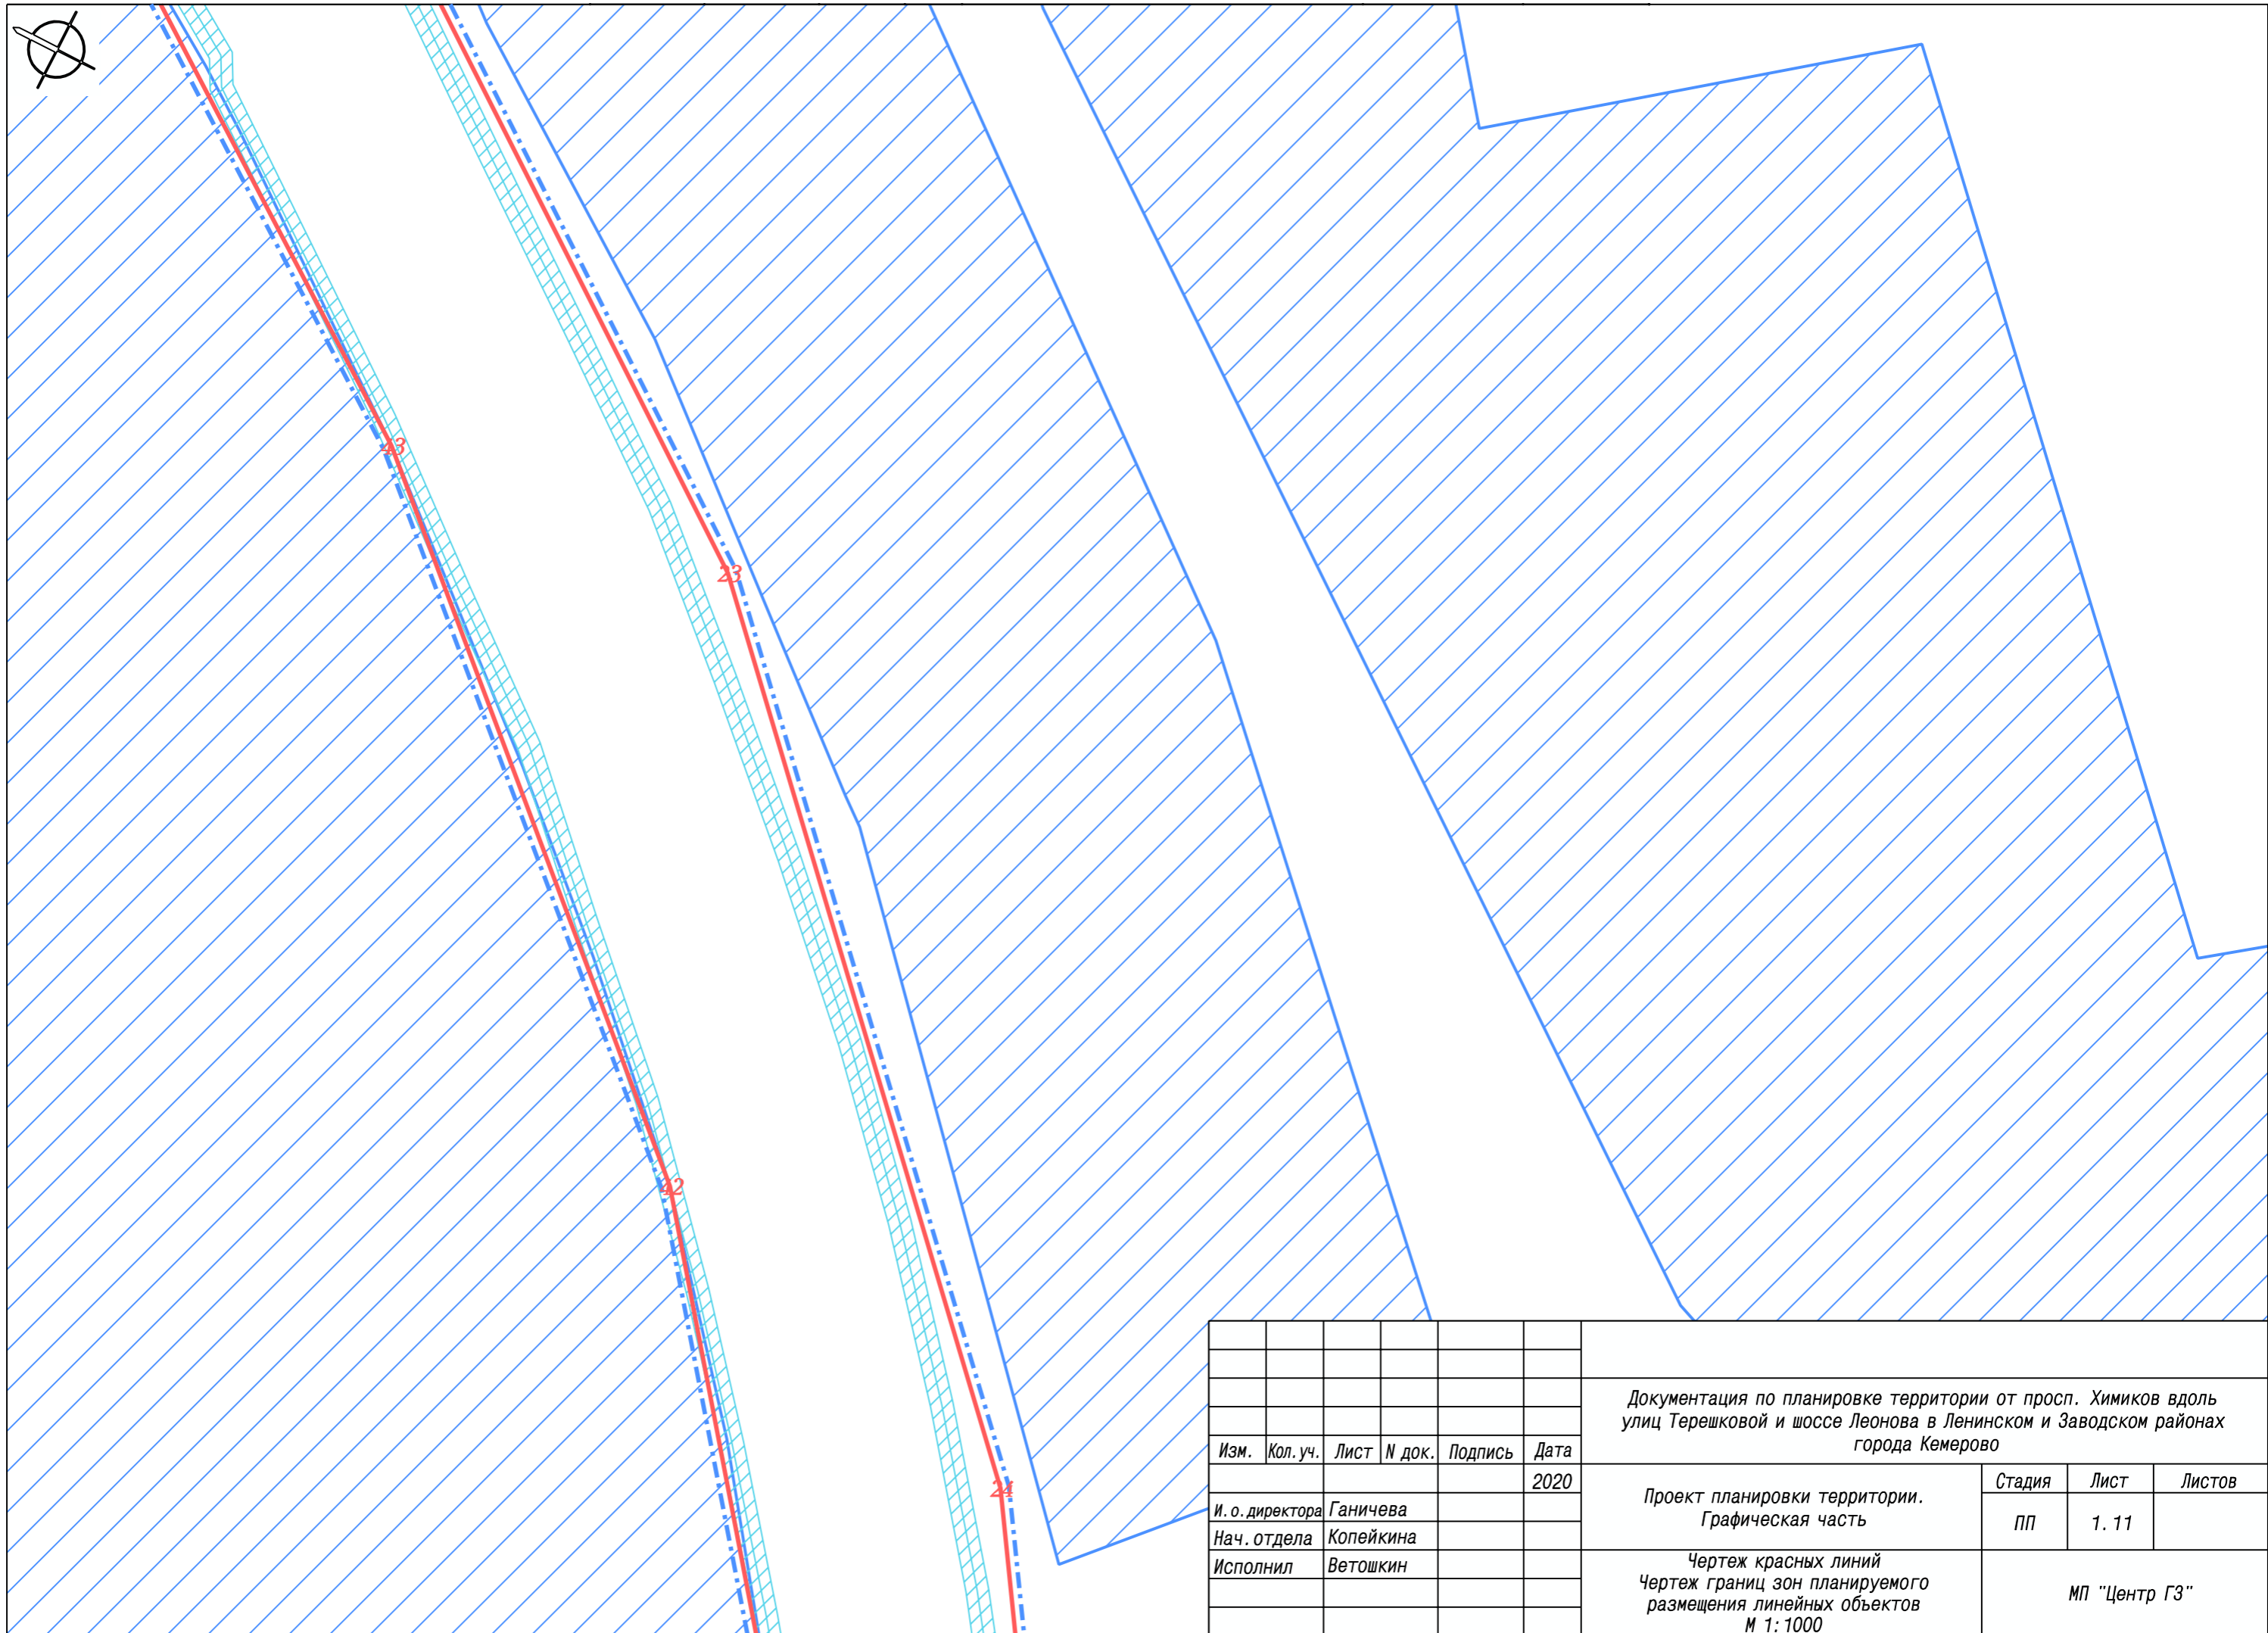 43
23
42
24
Документация по планировке территории от просп. Химиков вдоль
улиц Терешковой и шоссе Леонова в Ленинском и Заводском районах
города Кемерово
Изм. Кол.уч. Лист N док. Подпись Дата
2020
Стадия Лист Листов
Проект планировки территории.
Графическая часть
ПП 1.11
И.о.директора Ганичева
Нач.отдела Копейкина
Исполнил Ветошкин
Чертеж красных линий
Чертеж границ зон планируемого
размещения линейных объектов
М 1:1000
МП "Центр ГЗ"